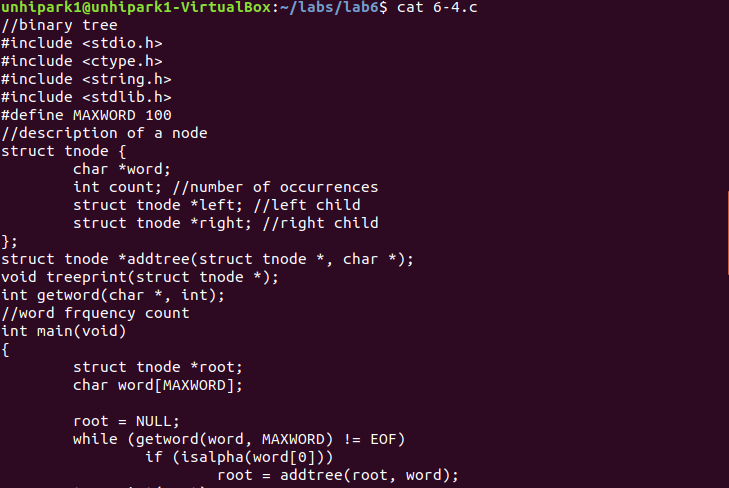 unhipark1@unhipark1-VirtualBox:~/labs/lab6$ cat 6-4.c
//binary tree
#include <stdio.h>
#include <ctype.h>
#include <string.h>
#include <stdlib.h>
#define MAXWORD 100
//description of a node
struct tnode {
        char *word;
        int count; //number of occurrences
        struct tnode *left; //left child
        struct tnode *right; //right child
};
struct tnode *addtree(struct tnode *, char *);
void treeprint(struct tnode *);
int getword(char *, int);
//word frquency count
int main(void)
{
        struct tnode *root;
        char word[MAXWORD];

        root = NULL;
        while (getword(word, MAXWORD) != EOF)
                if (isalpha(word[0]))
                        root = addtree(root, word);